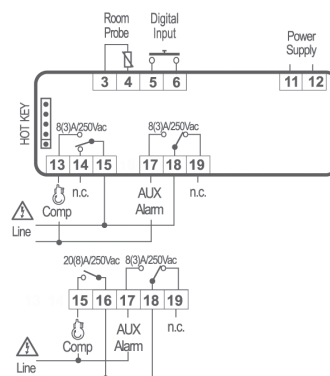 Room Probe
Digital Input
Power Supply
3 4 5 6 11 12
HOT KEY
8(3)A/250Vac 8(3)A/250Vac
13 14 15 17 18 19
n.c. n.c.
Comp AUX Alarm
Line
20(8)A/250Vac 8(3)A/250Vac
15 16 17 18 19
n.c.
Comp AUX Alarm
Line